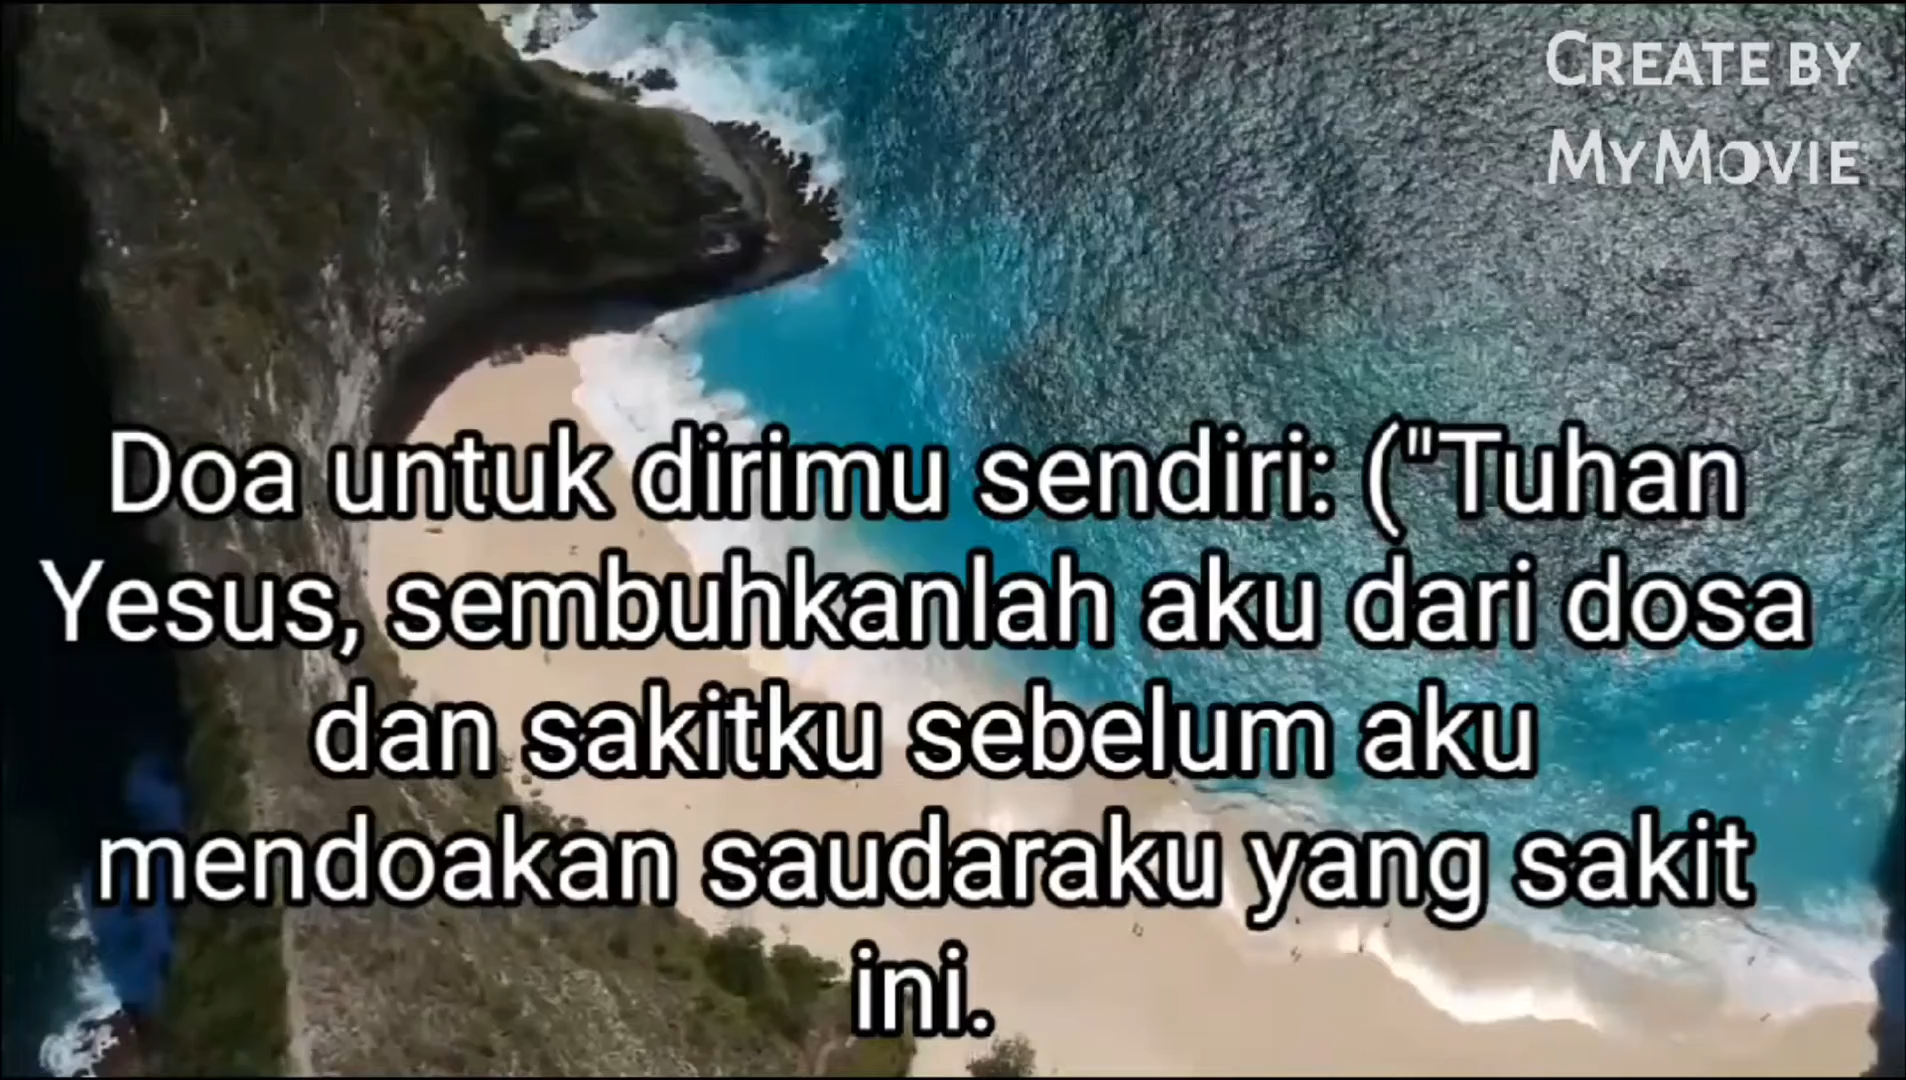 CREATE BY
MYMOVIE
Doa untuk dirimu sendiri: ("Tuhan
Yesus, sembuhkanlah aku dari dosa
dan sakitku sebelum aku
mendoakan saudaraku yang sakit
ini.